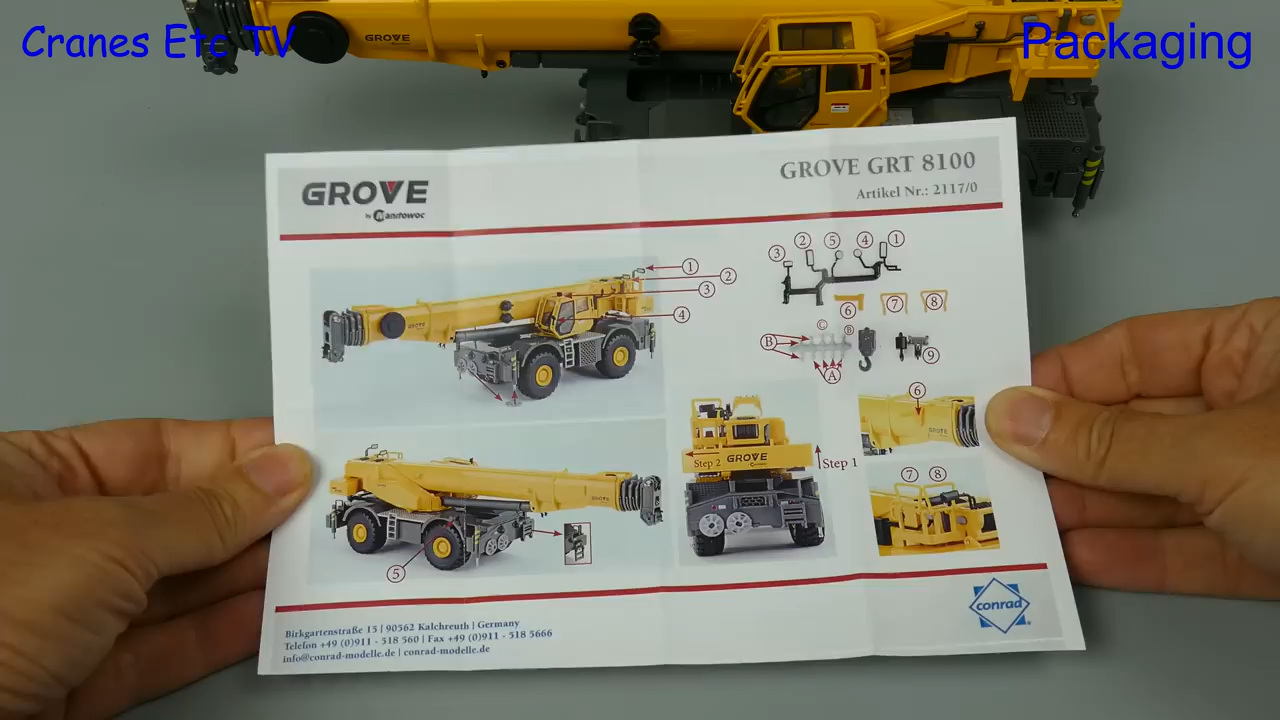 Cranes Etc TV
Packaging
GROVE
GROVE
by Manitowoc
GROVE GRT 8100
Artikel Nr.: 2117/0
1
2
3
4
3 2 5 4 1
6 7 8
B C B
A
9
GROVE
5
GROVE
Step 2 GROVE Step 1
6
GROVE
7 8
Birkgartenstraße 15 | 90562 Kalchreuth | Germany
Telefon +49 (0)911 - 518 560 | Fax +49 (0)911 - 518 5666
info@conrad-modelle.de | conrad-modelle.de
conrad